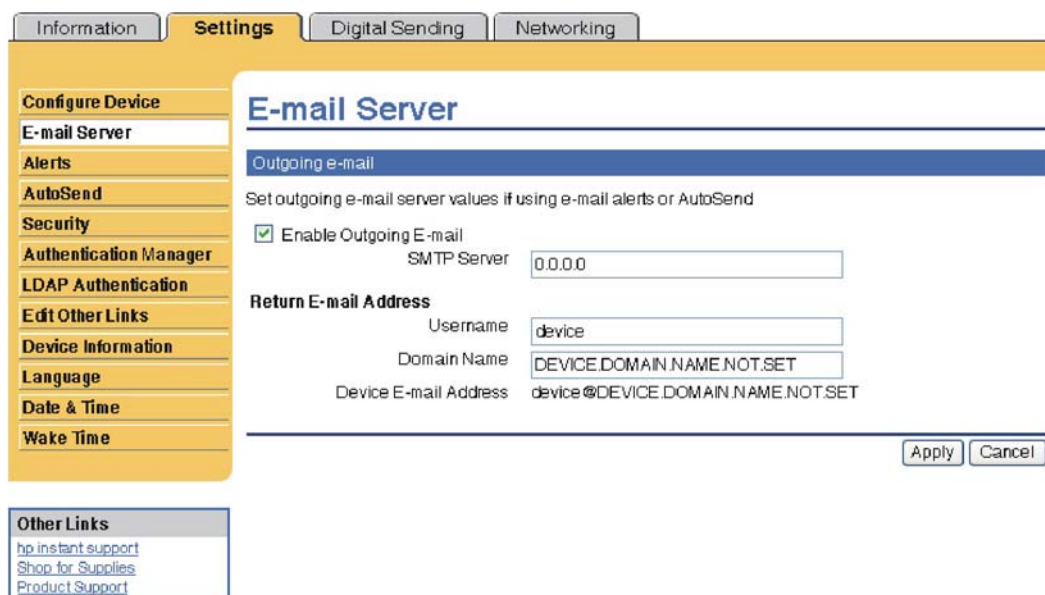 Information Settings Digital Sending Networking
Configure Device
E-mail Server
Alerts
AutoSend
Security
Authentication Manager
LDAP Authentication
Edit Other Links
Device Information
Language
Date & Time
Wake Time
Other Links
hp instant support
Shop for Supplies
Product Support
E-mail Server
Outgoing e-mail
Set outgoing e-mail server values if using e-mail alerts or AutoSend
Enable Outgoing E-mail
SMTP Server 0.0.0.0
Return E-mail Address
Username device
Domain Name DEVICE.DOMAIN.NAME.NOT.SET
Device E-mail Address device@DEVICE.DOMAIN.NAME.NOT.SET
Apply Cancel